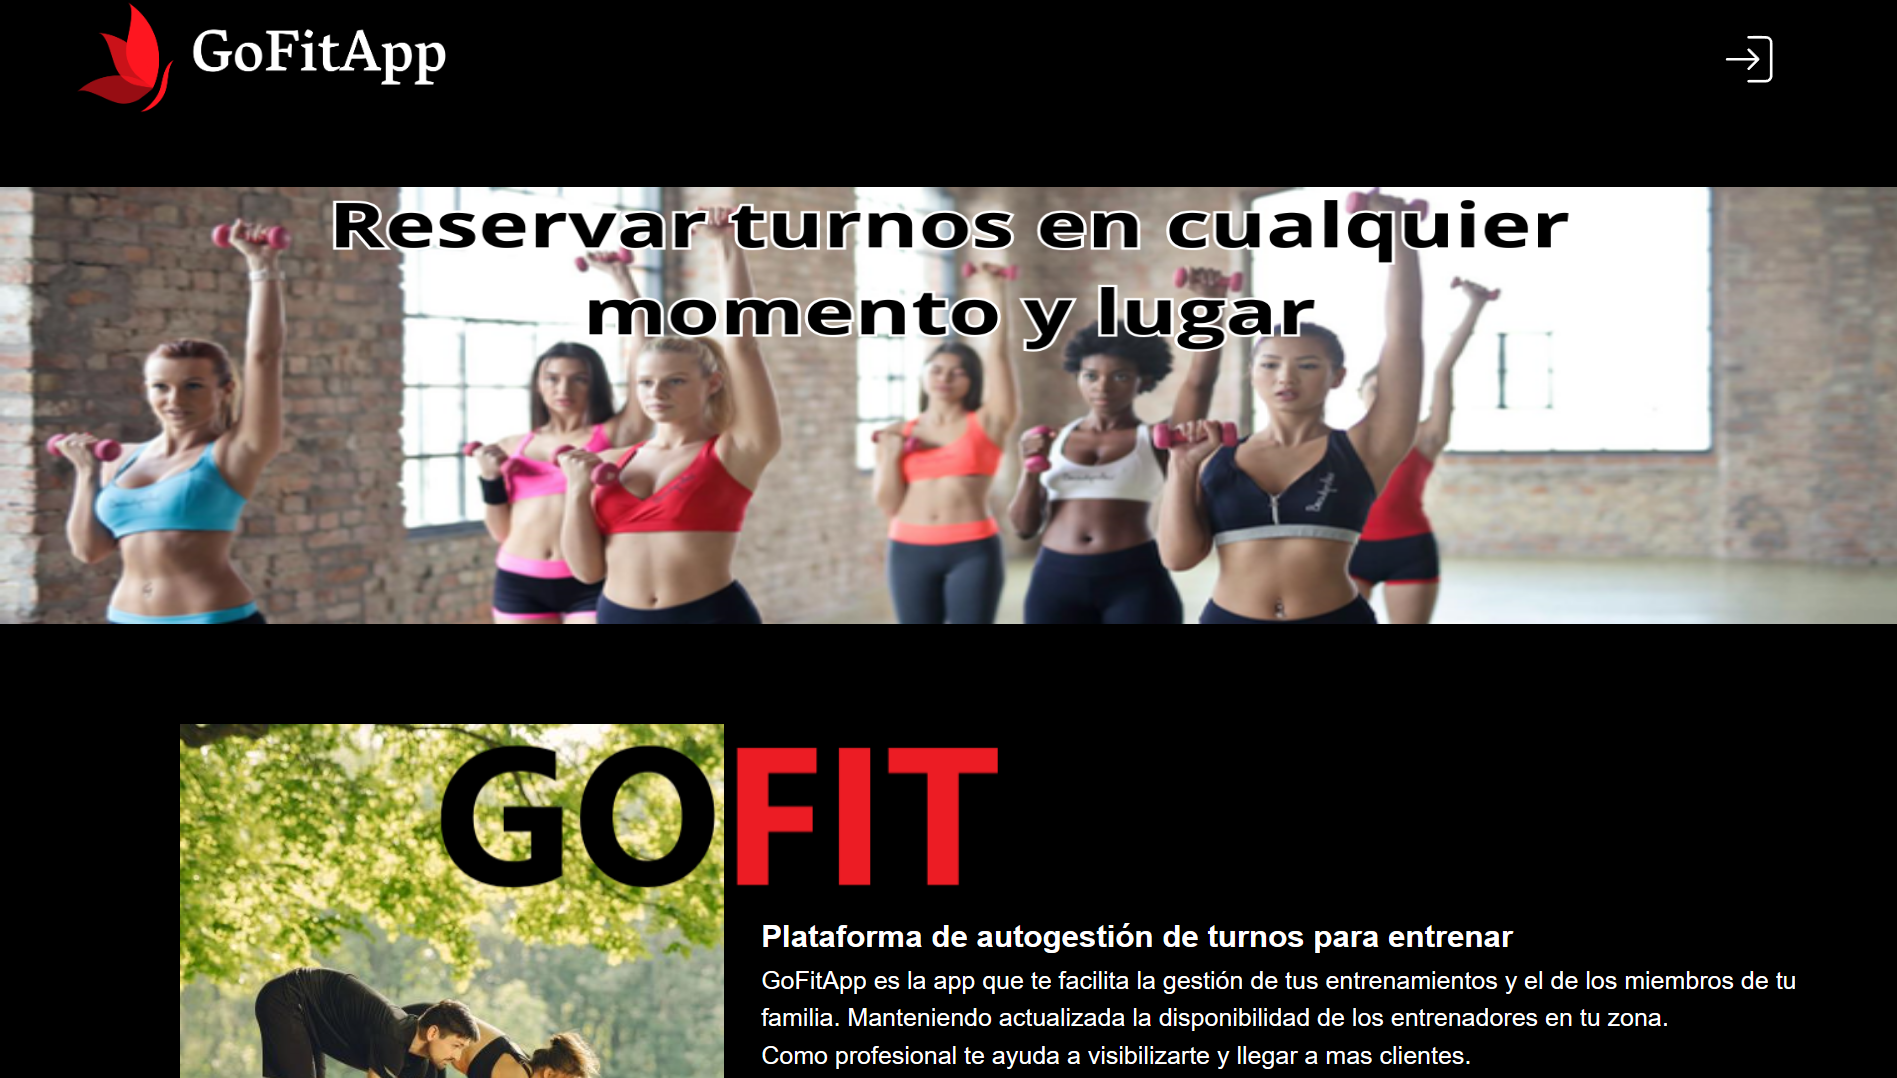 GoFitApp
Reservar turnos en cualquier
momento y lugar
GOFIT
Plataforma de autogestión de turnos para entrenar
GoFitApp es la app que te facilita la gestión de tus entrenamientos y el de los miembros de tu
familia. Manteniendo actualizada la disponibilidad de los entrenadores en tu zona.
Como profesional te ayuda a visibilizarte y llegar a mas clientes.